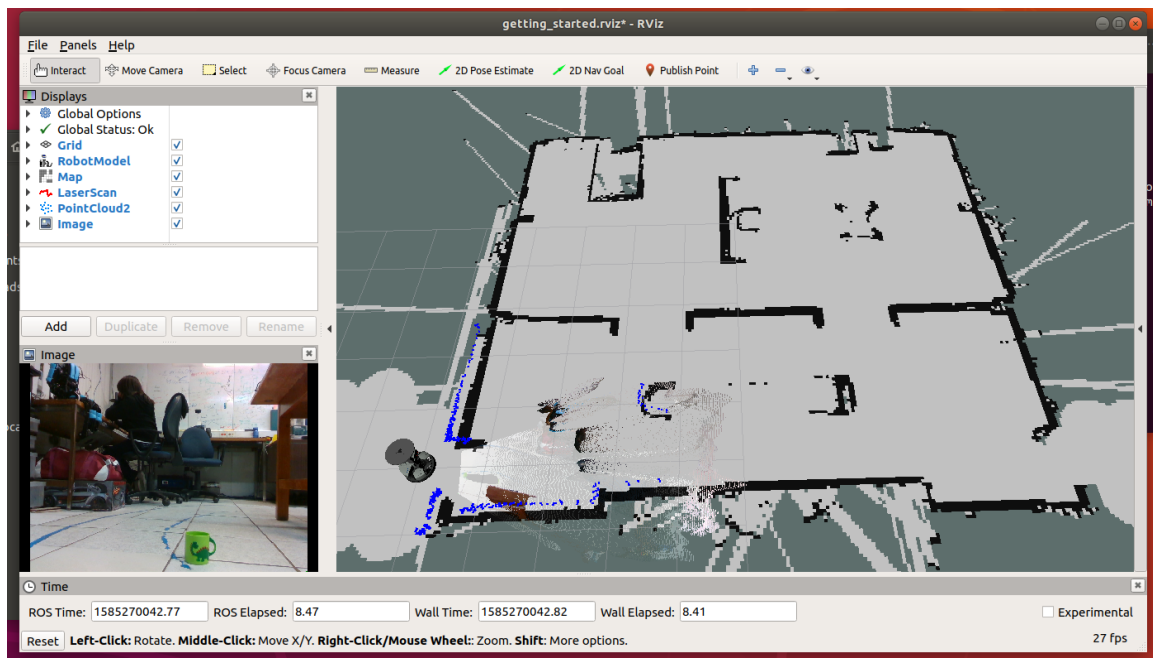 getting_started.rviz* - RViz
File Panels Help
Interact Move Camera Select Focus Camera Measure 2D Pose Estimate 2D Nav Goal Publish Point
Displays
Global Options
Global Status: Ok
Grid
RobotModel
Map
LaserScan
PointCloud2
Image
Add Duplicate Remove Rename
Image
Time
ROS Time: 1585270042.77 ROS Elapsed: 8.47 Wall Time: 1585270042.82 Wall Elapsed: 8.41 Experimental
Reset Left-Click: Rotate. Middle-Click: Move X/Y. Right-Click/Mouse Wheel:: Zoom. Shift: More options. 27 fps